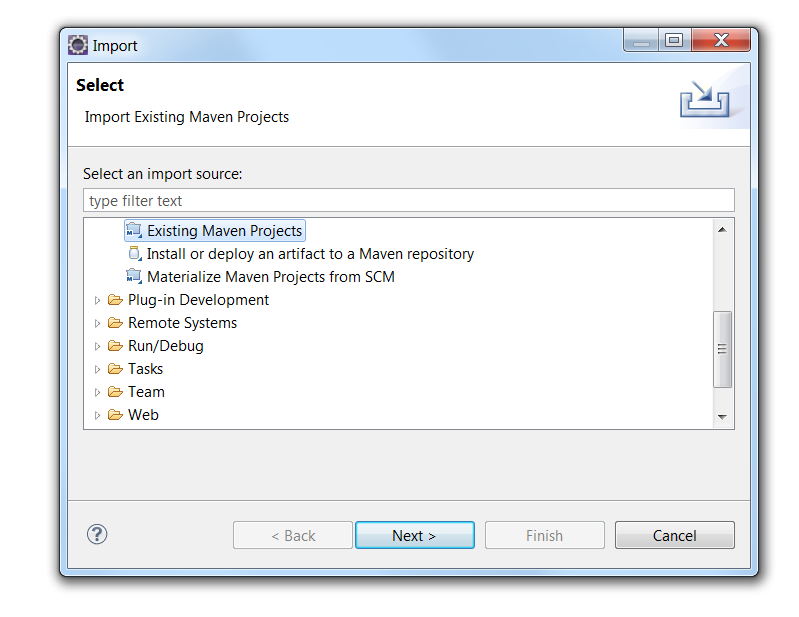 Import
Select
Import Existing Maven Projects
Select an import source:
type filter text
Existing Maven Projects
Install or deploy an artifact to a Maven repository
Materialize Maven Projects from SCM
Plug-in Development
Remote Systems
Run/Debug
Tasks
Team
Web
? < Back Next > Finish Cancel